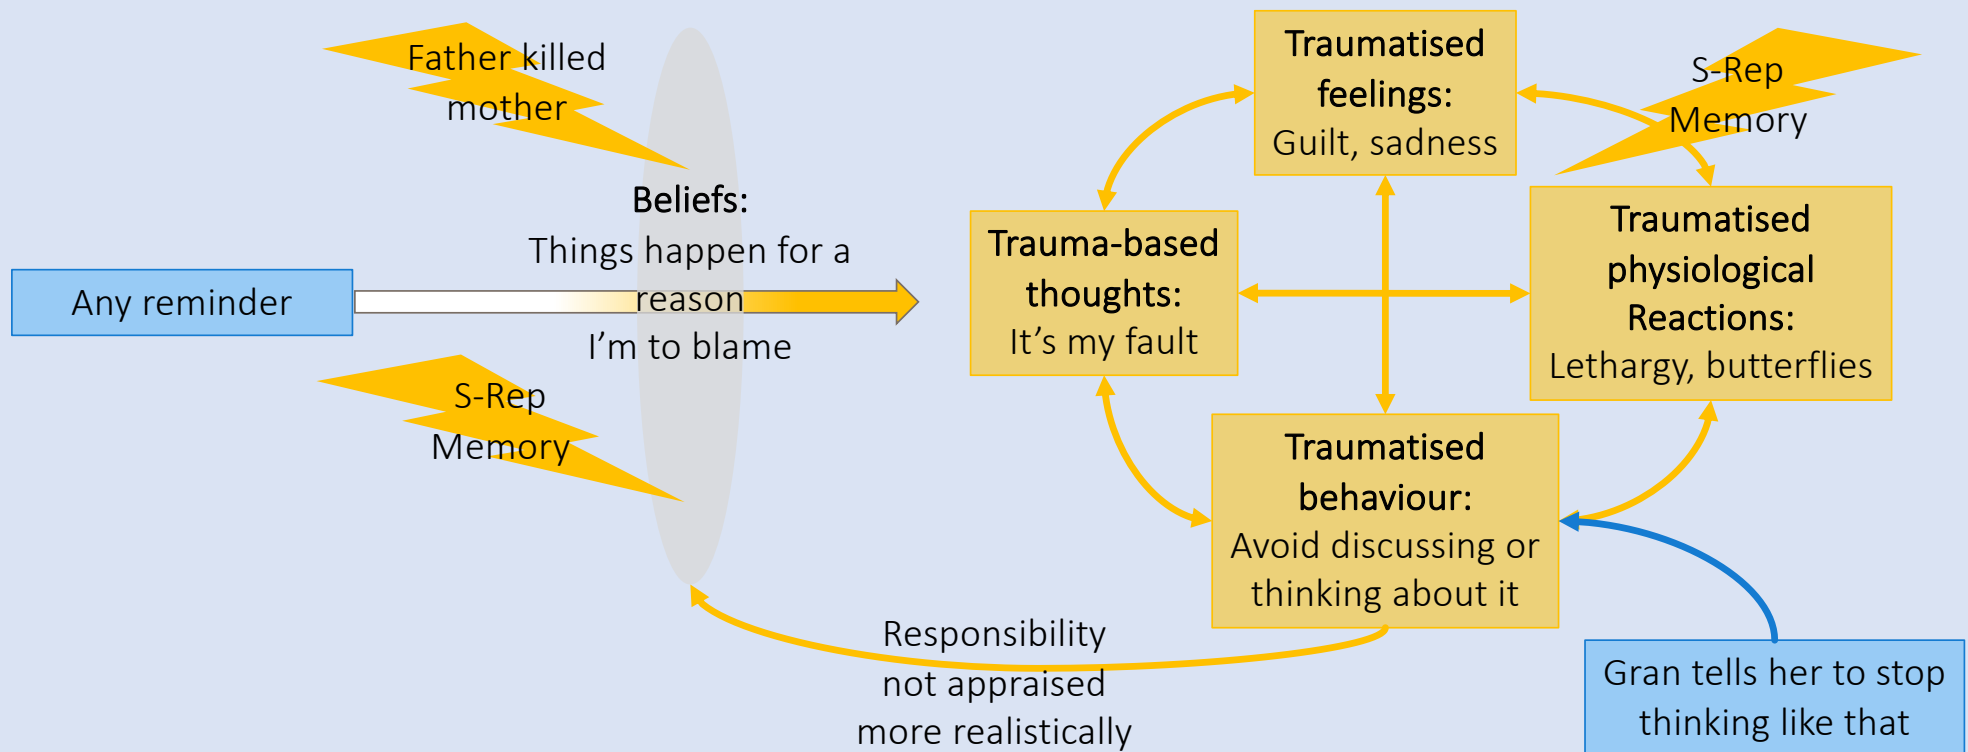 Father killed
mother
Beliefs:
Things happen for a
reason
I'm to blame
Any reminder
S-Rep
Memory
Traumatised
feelings:
Guilt, sadness
S-Rep
Memory
Trauma-based
thoughts:
It's my fault
Traumatised
physiological
Reactions:
Lethargy, butterflies
Traumatised
behaviour:
Avoid discussing or
thinking about it
Responsibility
not appraised
more realistically
Gran tells her to stop
thinking like that